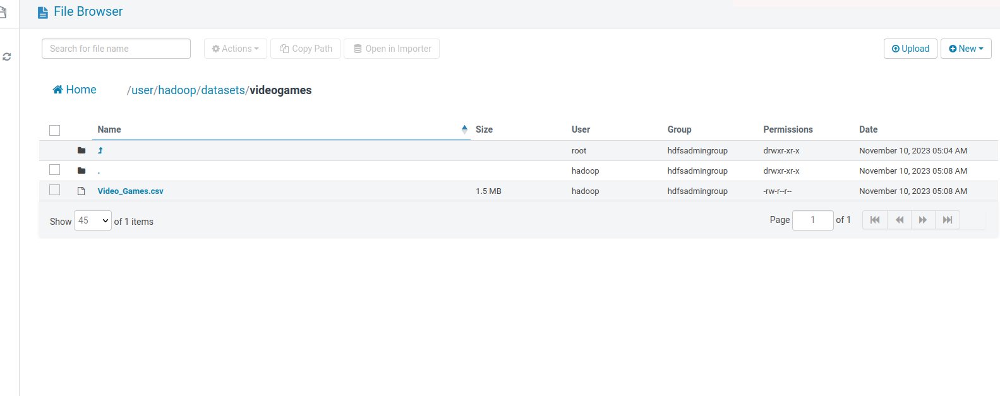 File Browser
Search for file name
Actions
Copy Path
Open in Importer
Upload
New
Home
/user/hadoop/datasets/videogames
Name Size User Group Permissions Date
root hdfsadmingroup drwxr-xr-x November 10, 2023 05:04 AM
. hadoop hdfsadmingroup drwxr-xr-x November 10, 2023 05:08 AM
Video_Games.csv 1.5 MB hadoop hdfsadmingroup -rw-r--r-- November 10, 2023 05:08 AM
Show 45 of 1 items Page 1 of 1